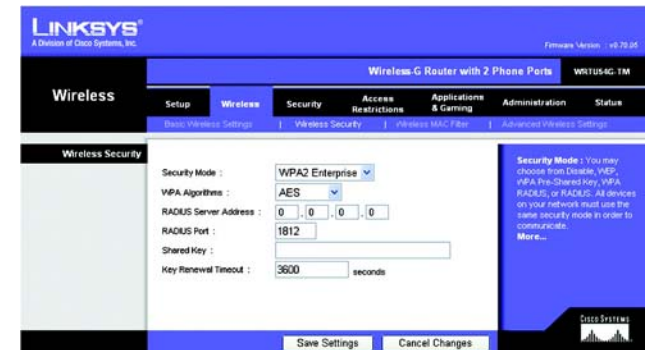 LINKSYS®
A Division of Cisco Systems, Inc.
Firmware Version : v0.70.05
Wireless-G Router with 2 Phone Ports WRTU54G-TM
Wireless
Setup Wireless Security Access Restrictions Applications & Gaming Administration Status
Basic Wireless Settings | Wireless Security | Wireless MAC Filter | Advanced Wireless Settings
Wireless Security
Security Mode : WPA2 Enterprise
WPA Algorithms : AES
RADIUS Server Address : 0 . 0 . 0 . 0
RADIUS Port : 1812
Shared Key :
Key Renewal Timeout : 3600 seconds
Security Mode : You may
choose from Disable, WEP,
WPA Pre-Shared Key, WPA
RADIUS, or RADIUS. All devices
on your network must use the
same security mode in order to
communicate.
More...
Save Settings Cancel Changes
CISCO SYSTEMS